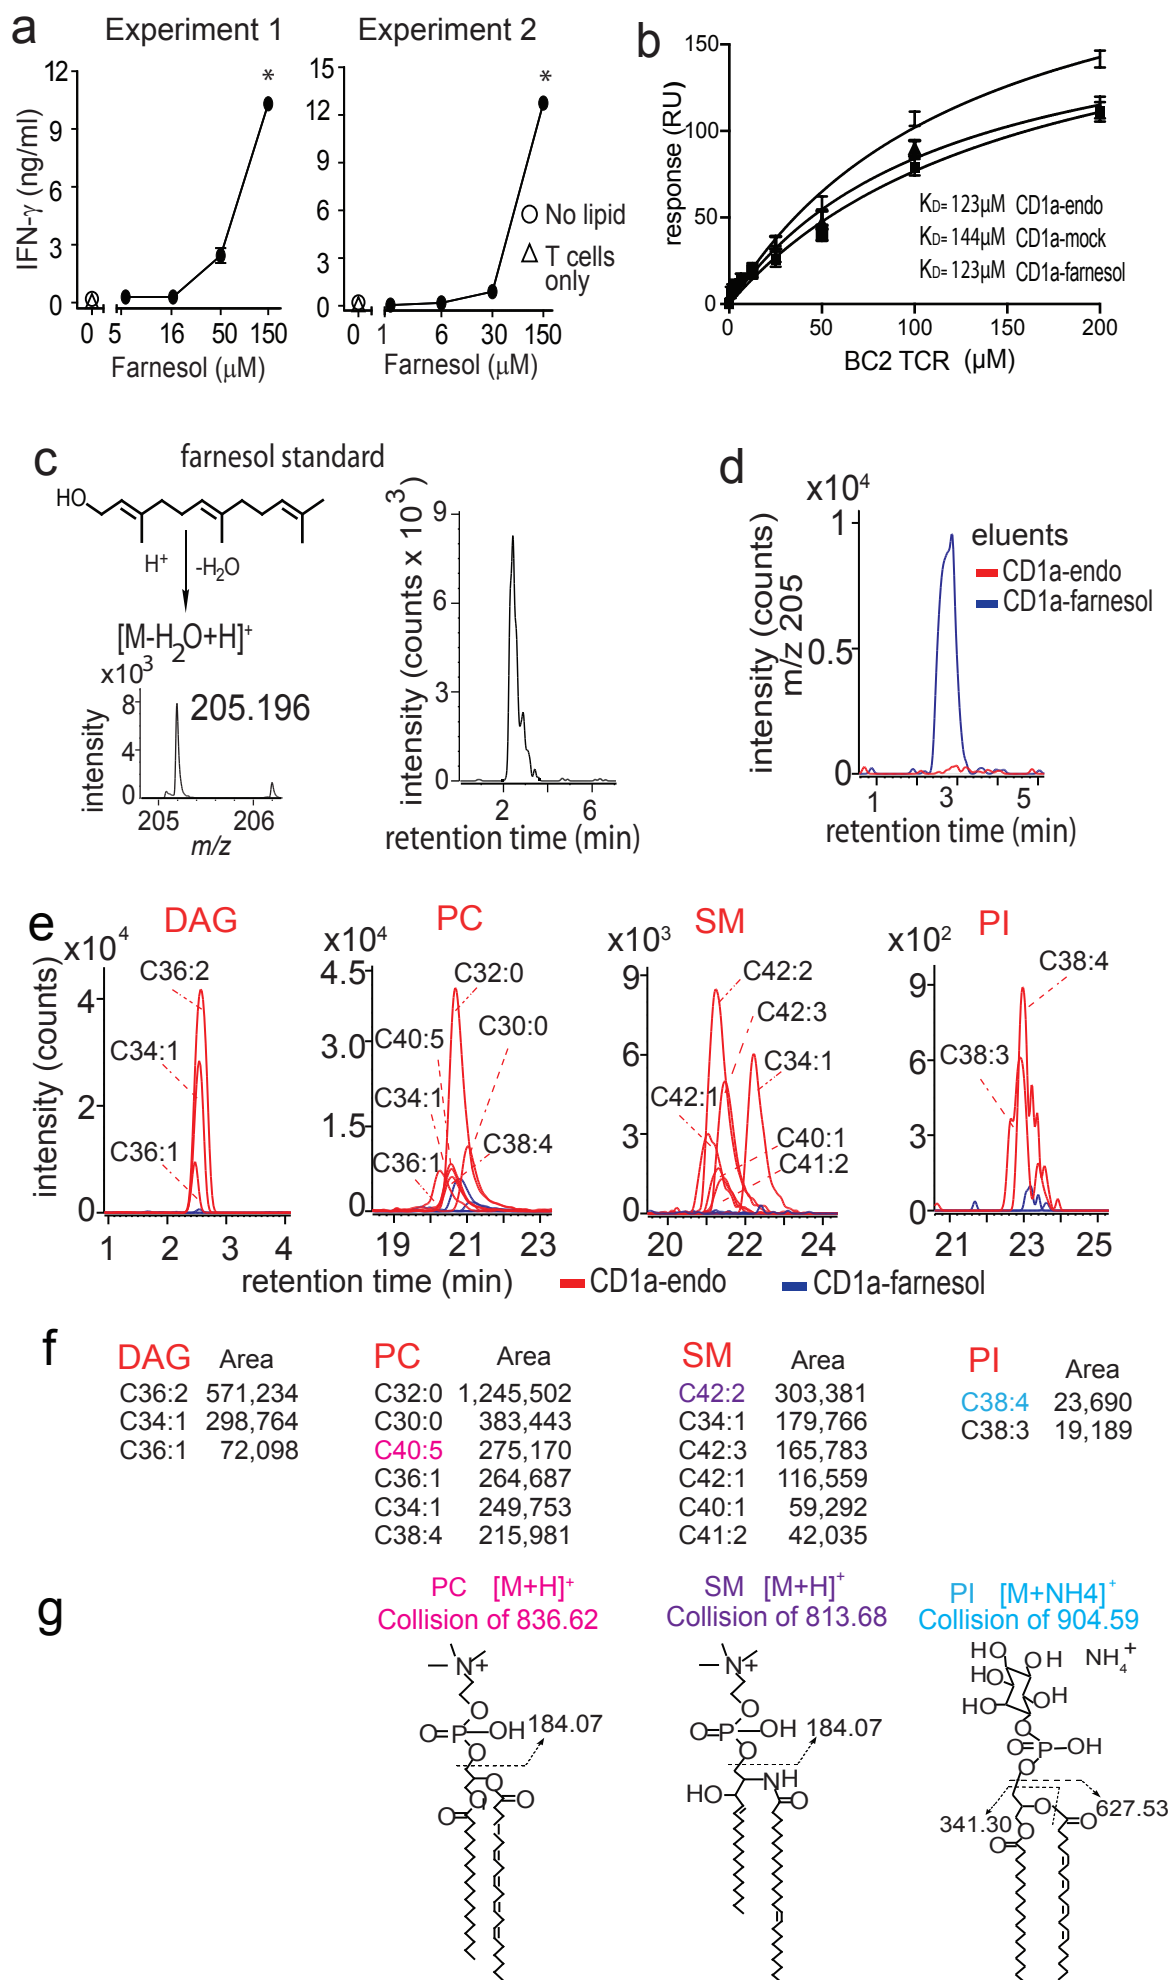 a
Experiment 1
Experiment 2
IFN-γ (ng/ml)
12
9
6
3
0
0 5 16 50 150
Farnesol (μM)
*
15
12
9
6
3
0
0 1 6 30 150
Farnesol (μM)
*
No lipid
T cells
only
b
response (RU)
150
100
50
0
0 50 100 150 200
BC2 TCR (μM)
KD= 123μM CD1a-endo
KD= 144μM CD1a-mock
KD= 123μM CD1a-farnesol
c
farnesol standard
HO
H⁺ -H₂O
[M-H₂O+H]⁺
x10³
intensity
8
4
0
205.196
205 206
m/z
intensity (counts x 10³)
9
6
3
0
2 6
retention time (min)
d
x10⁴
intensity (counts)
m/z 205
1
0.5
0
1 3 5
retention time (min)
eluents
CD1a-endo
CD1a-farnesol
e
DAG
PC
SM
PI
intensity (counts)
x10⁴
4
2
0
C36:2
C34:1
C36:1
1 2 3 4
x10⁴
4.5
3.0
1.5
0
C32:0
C40:5
C30:0
C34:1
C38:4
C36:1
19 21 23
x10³
9
6
3
0
C42:2
C42:3
C34:1
C42:1
C40:1
C41:2
20 22 24
x10²
9
6
3
0
C38:4
C38:3
21 23 25
retention time (min)
CD1a-endo
CD1a-farnesol
f
DAG Area
C36:2 571,234
C34:1 298,764
C36:1 72,098
PC Area
C32:0 1,245,502
C30:0 383,443
C40:5 275,170
C36:1 264,687
C34:1 249,753
C38:4 215,981
SM Area
C42:2 303,381
C34:1 179,766
C42:3 165,783
C42:1 116,559
C40:1 59,292
C41:2 42,035
PI Area
C38:4 23,690
C38:3 19,189
g
PC [M+H]⁺
Collision of 836.62
N+
O
O=P—OH
O
184.07
O
O
O
O
SM [M+H]⁺
Collision of 813.68
N+
O
O=P—OH
O
184.07
NH
HO
O
PI [M+NH4]⁺
Collision of 904.59
HO
OH
NH₄⁺
HO
HO
OH
O
O=P—OH
O
341.30
627.53
O
O
O
O